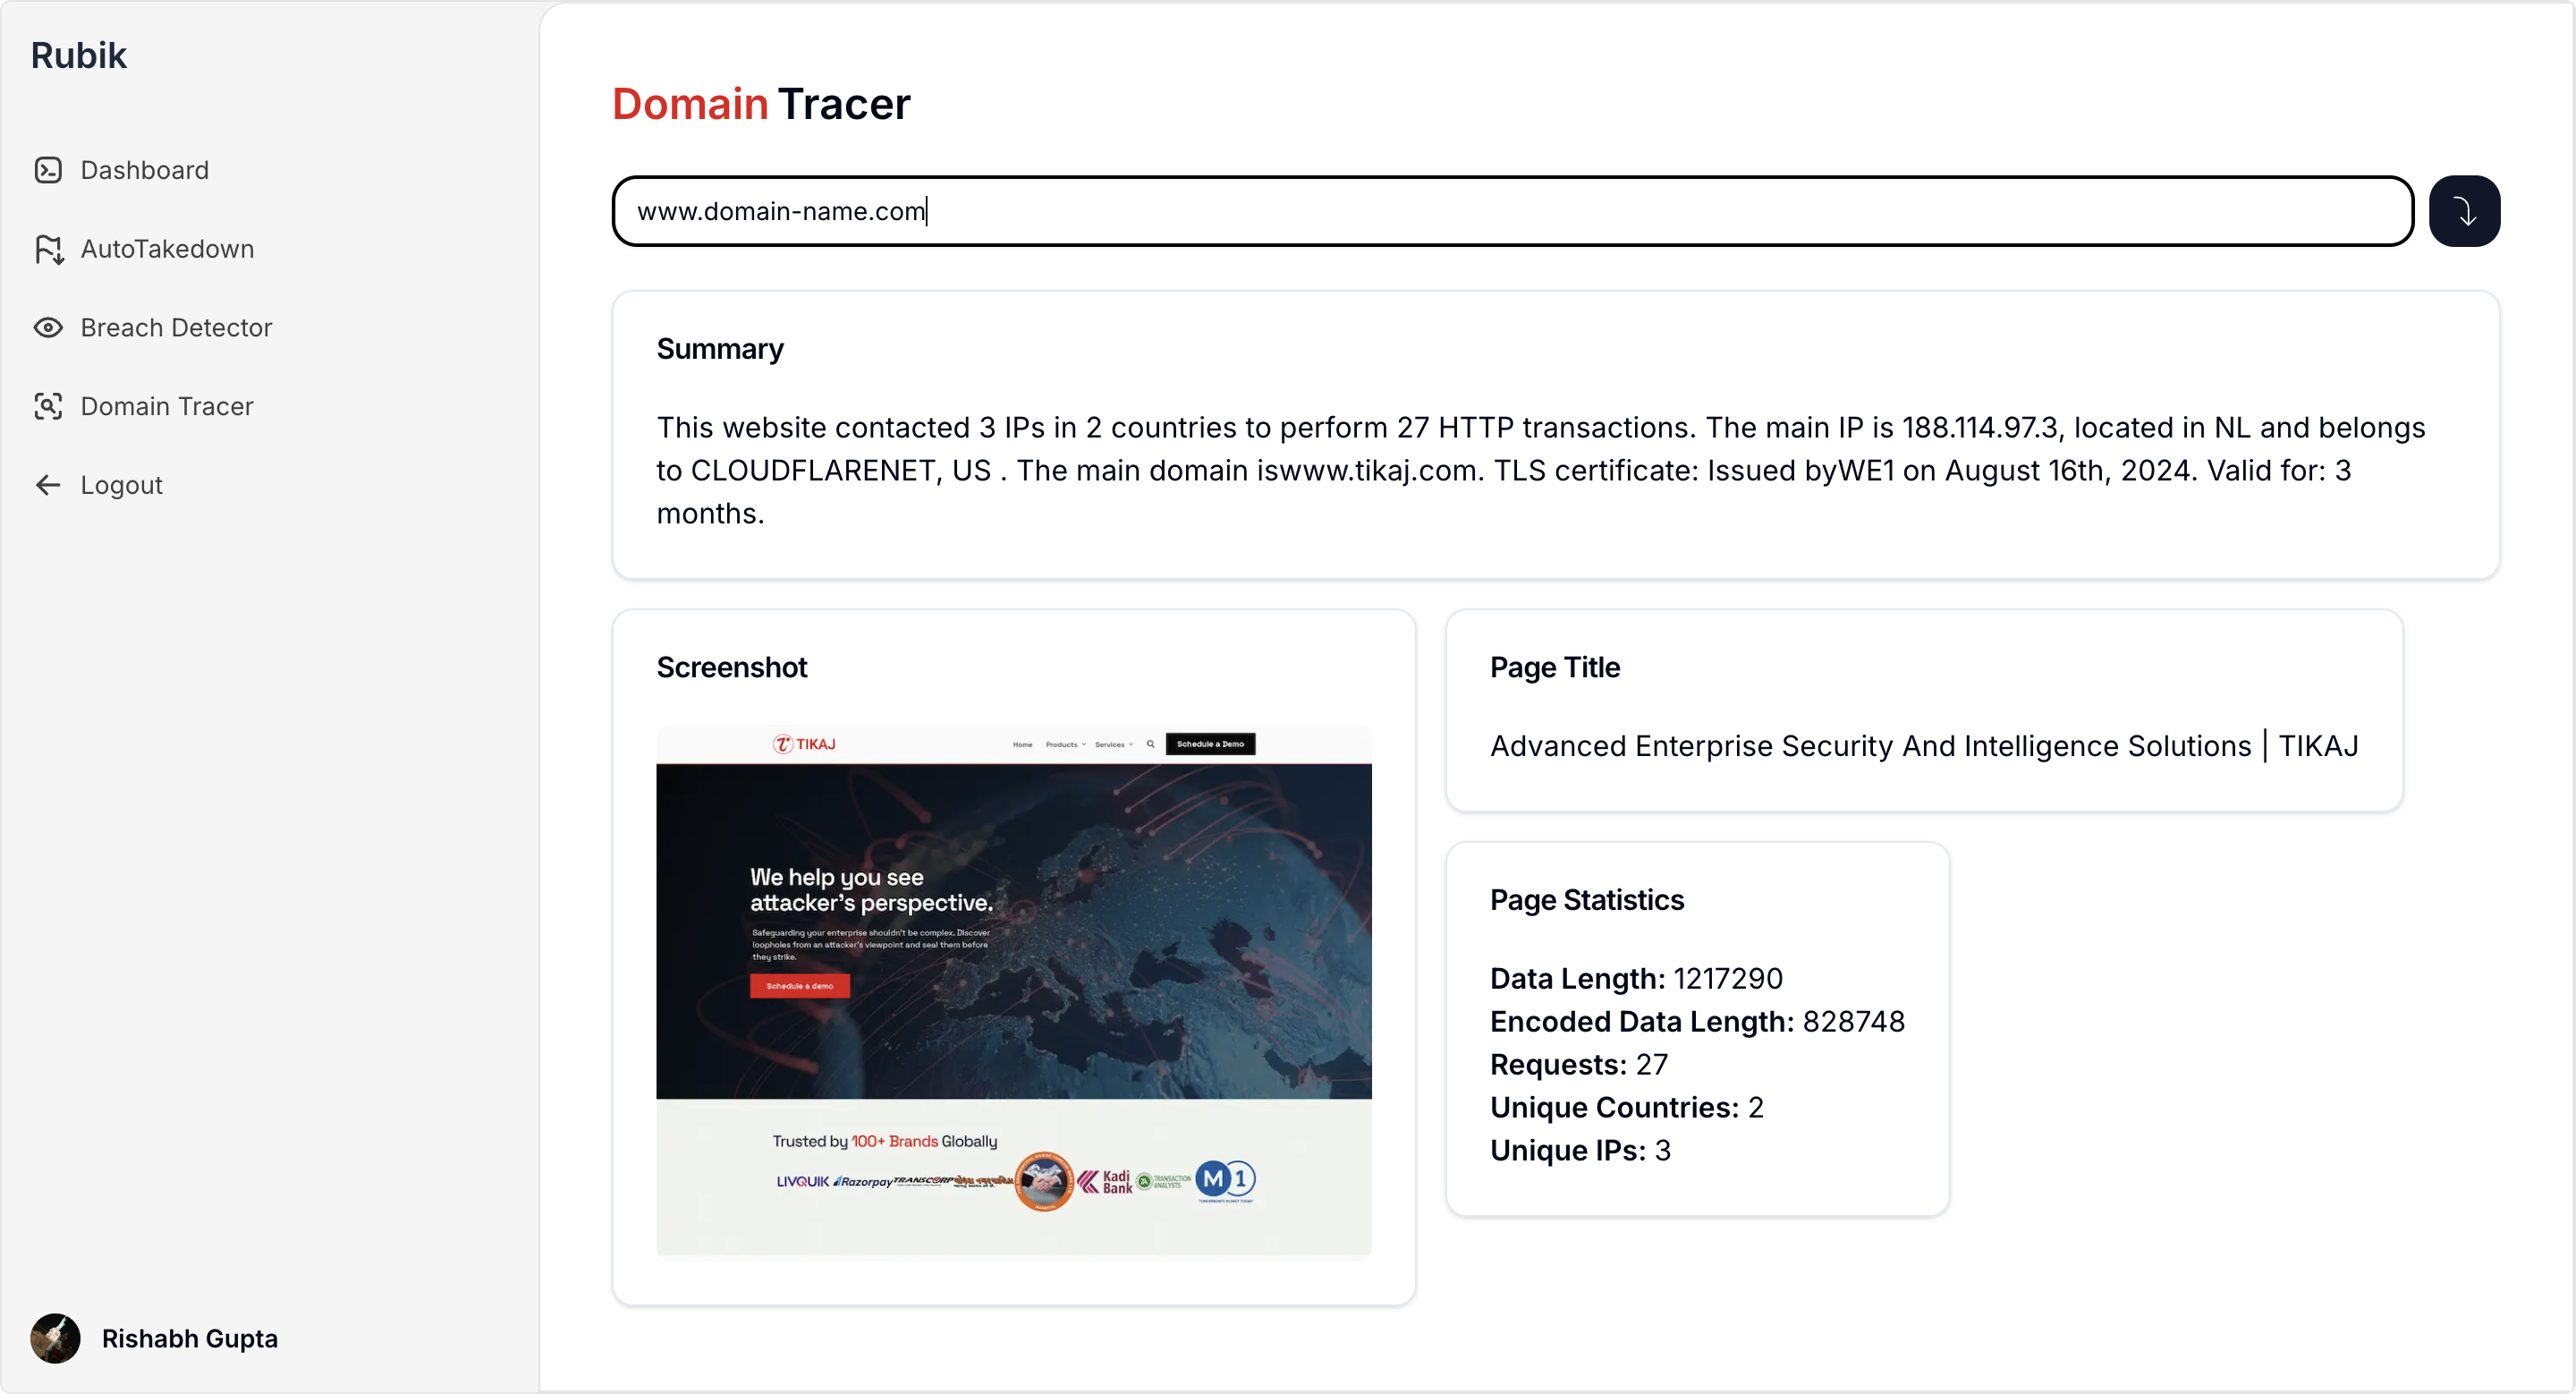 Rubik
Dashboard
AutoTakedown
Breach Detector
Domain Tracer
Logout
Rishabh Gupta
Domain Tracer
www.domain-name.com
Summary
This website contacted 3 IPs in 2 countries to perform 27 HTTP transactions. The main IP is 188.114.97.3, located in NL and belongs
to CLOUDFLARENET, US . The main domain iswww.tikaj.com. TLS certificate: Issued byWE1 on August 16th, 2024. Valid for: 3
months.
Screenshot
TIKAJ
Home Products Services Schedule a Demo
We help you see
attacker's perspective.
Safeguarding your enterprise shouldn't be complex. Discover
loopholes from an attacker's viewpoint and seal them before
they strike.
Schedule a demo
Trusted by 100+ Brands Globally
LIVQUIK Razorpay TRANSCORP
Kadi
Bank
TRANSACTION
ANALYSTS
M1
Page Title
Advanced Enterprise Security And Intelligence Solutions | TIKAJ
Page Statistics
Data Length: 1217290
Encoded Data Length: 828748
Requests: 27
Unique Countries: 2
Unique IPs: 3